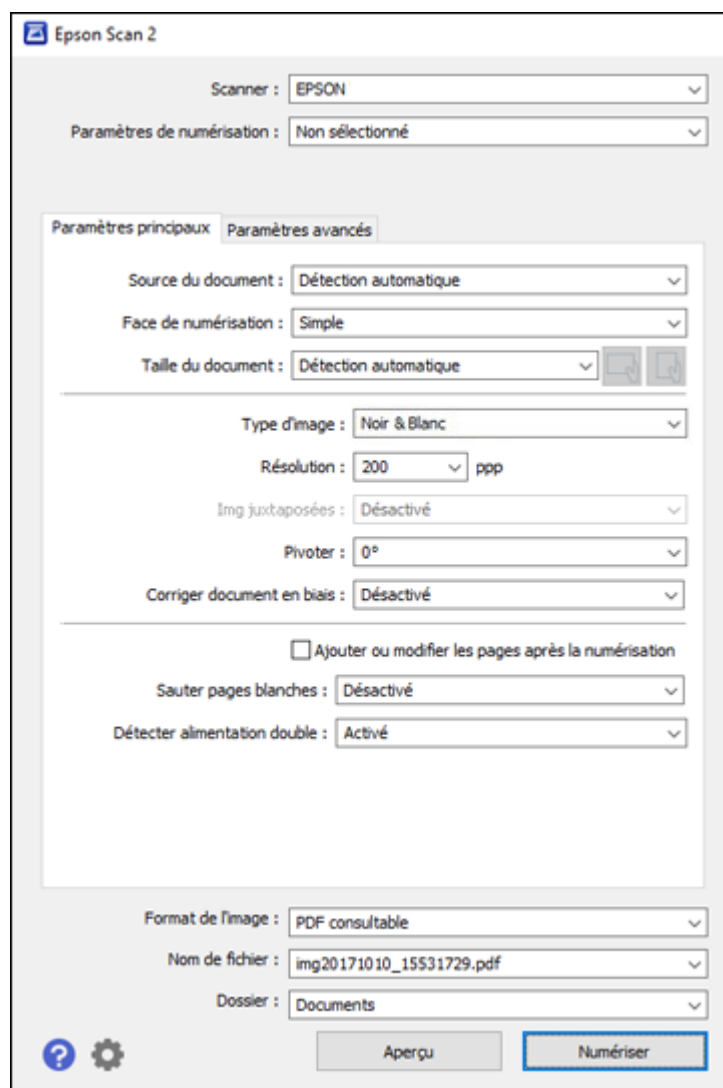 Epson Scan 2
Scanner : EPSON
Paramètres de numérisation : Non sélectionné
Paramètres principaux Paramètres avancés
Source du document : Détection automatique
Face de numérisation : Simple
Taille du document : Détection automatique
Type d'image : Noir & Blanc
Résolution : 200 ppp
Img juxtaposées : Désactivé
Pivoter : 0°
Corriger document en biais : Désactivé
Ajouter ou modifier les pages après la numérisation
Sauter pages blanches : Désactivé
Détecter alimentation double : Activé
Format de l'image : PDF consultable
Nom de fichier : img20171010_15531729.pdf
Dossier : Documents
? Aperçu Numériser